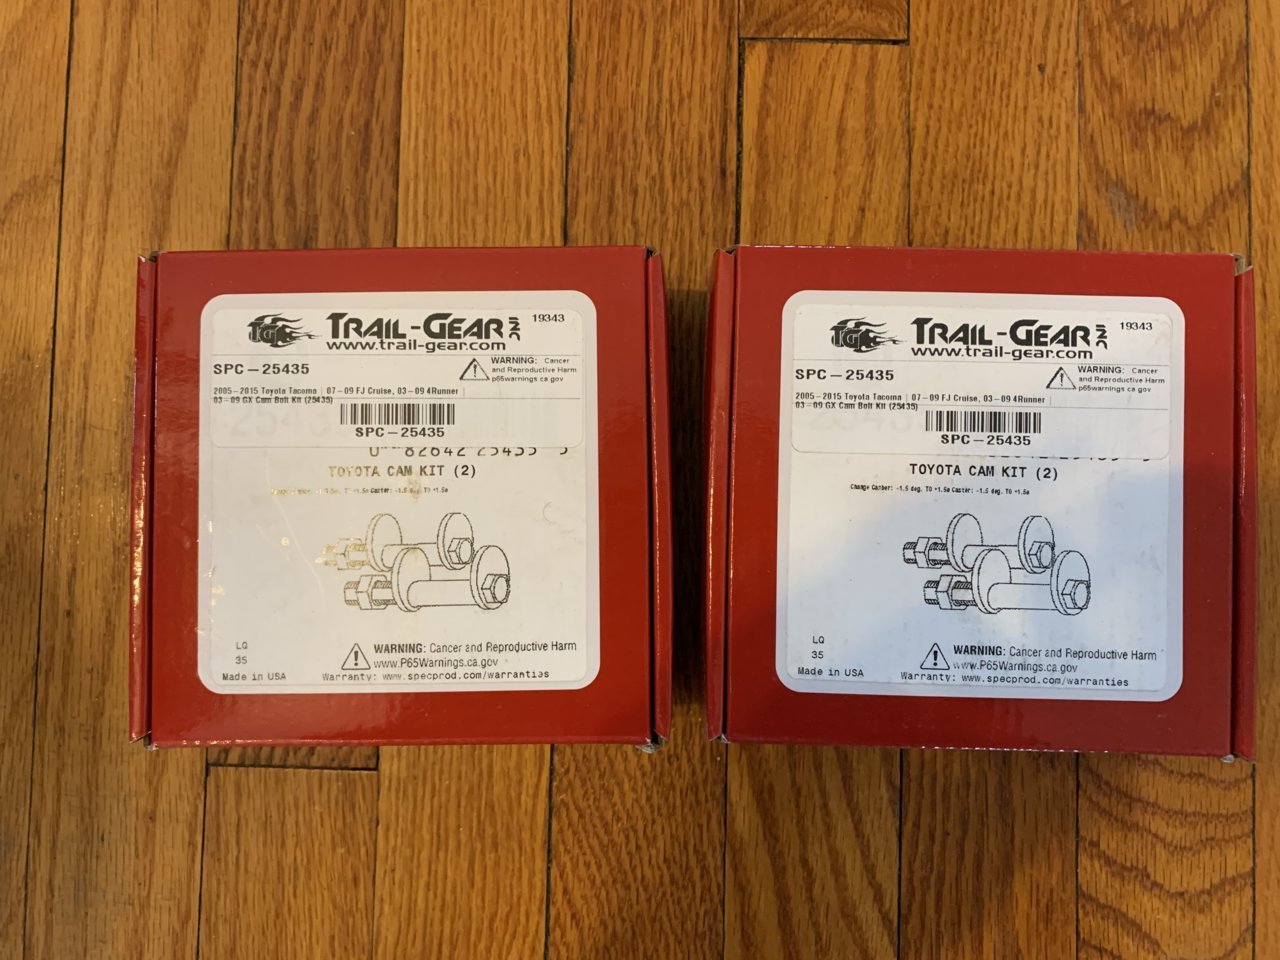 TG TRAIL-GEAR INC
19343
www.trail-gear.com
SPC-25435
WARNING: Cancer
and Reproductive Harm
p65warnings.ca.gov
2005-2015 Toyota Tacoma | 07-09 FJ Cruise, 03-09 4Runner |
03-09 GX Cam Bolt Kit (25435)
SPC-25435
82642 25435
TOYOTA CAM KIT (2)
LQ
35
Made in USA
WARNING: Cancer and Reproductive Harm
www.P65Warnings.ca.gov
Warranty: www.specprod.com/warranties
TG TRAIL-GEAR INC
19343
www.trail-gear.com
SPC-25435
WARNING: Cancer
and Reproductive Harm
p65warnings.ca.gov
2005-2015 Toyota Tacoma | 07-09 FJ Cruise, 03-09 4Runner |
03-09 GX Cam Bolt Kit (25435)
SPC-25435
TOYOTA CAM KIT (2)
Change Camber: -1.5 deg. TO +1.5ø Caster: -1.5 deg. TO +1.5ø
LQ
35
Made in USA
WARNING: Cancer and Reproductive Harm
www.P65Warnings.ca.gov
Warranty: www.specprod.com/warranties